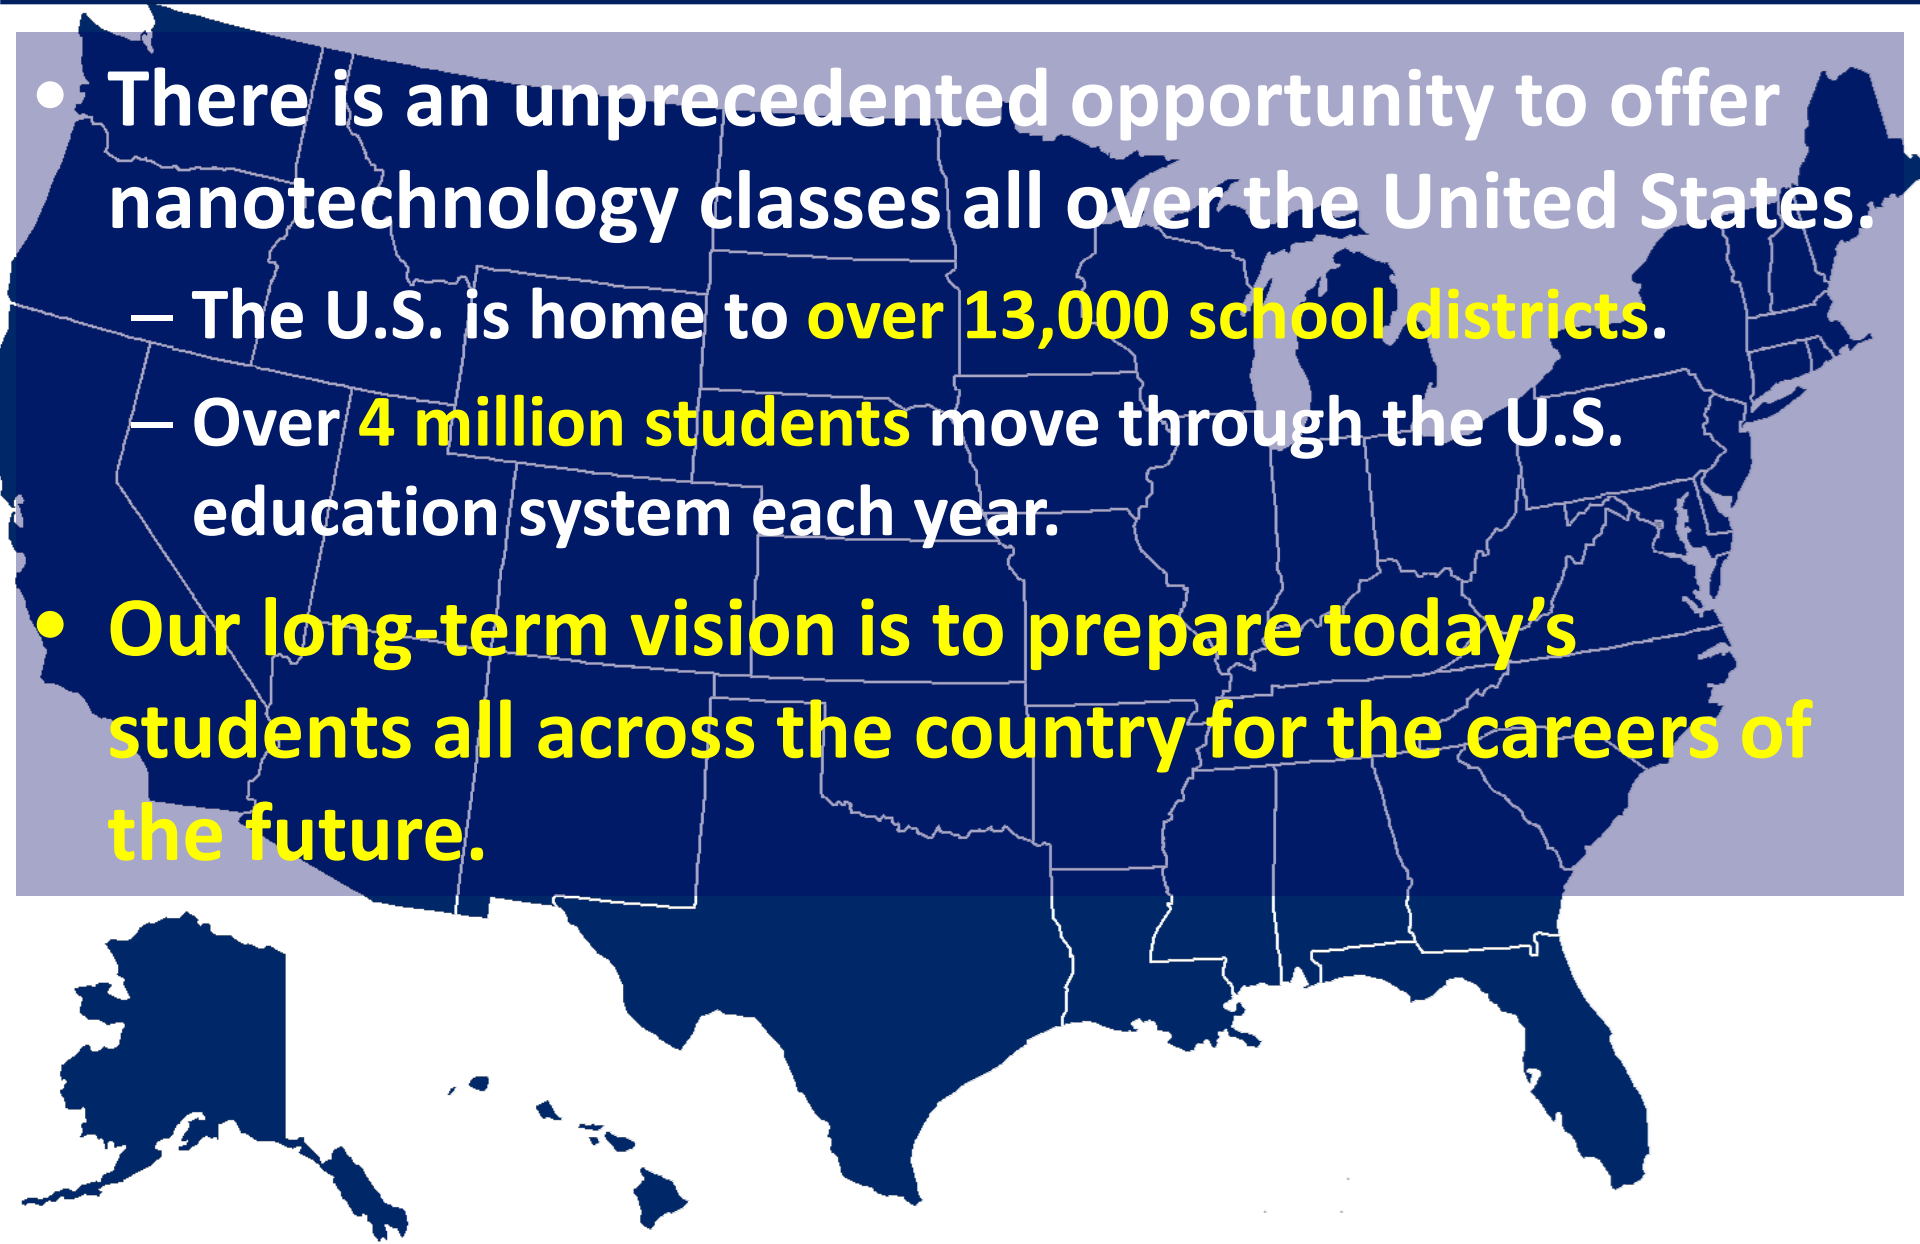 • There is an unprecedented opportunity to offer
nanotechnology classes all over the United States.
– The U.S. is home to over 13,000 school districts.
– Over 4 million students move through the U.S.
education system each year.
• Our long-term vision is to prepare today’s
students all across the country for the careers of
the future.